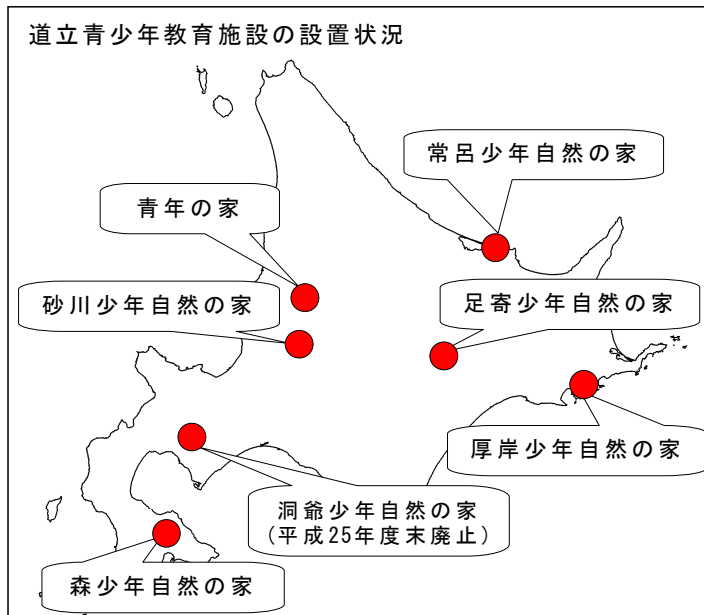 道立青少年教育施設の設置状況
常呂少年自然の家
青年の家
砂川少年自然の家
足寄少年自然の家
厚岸少年自然の家
洞爺少年自然の家
(平成25年度末廃止)
森少年自然の家